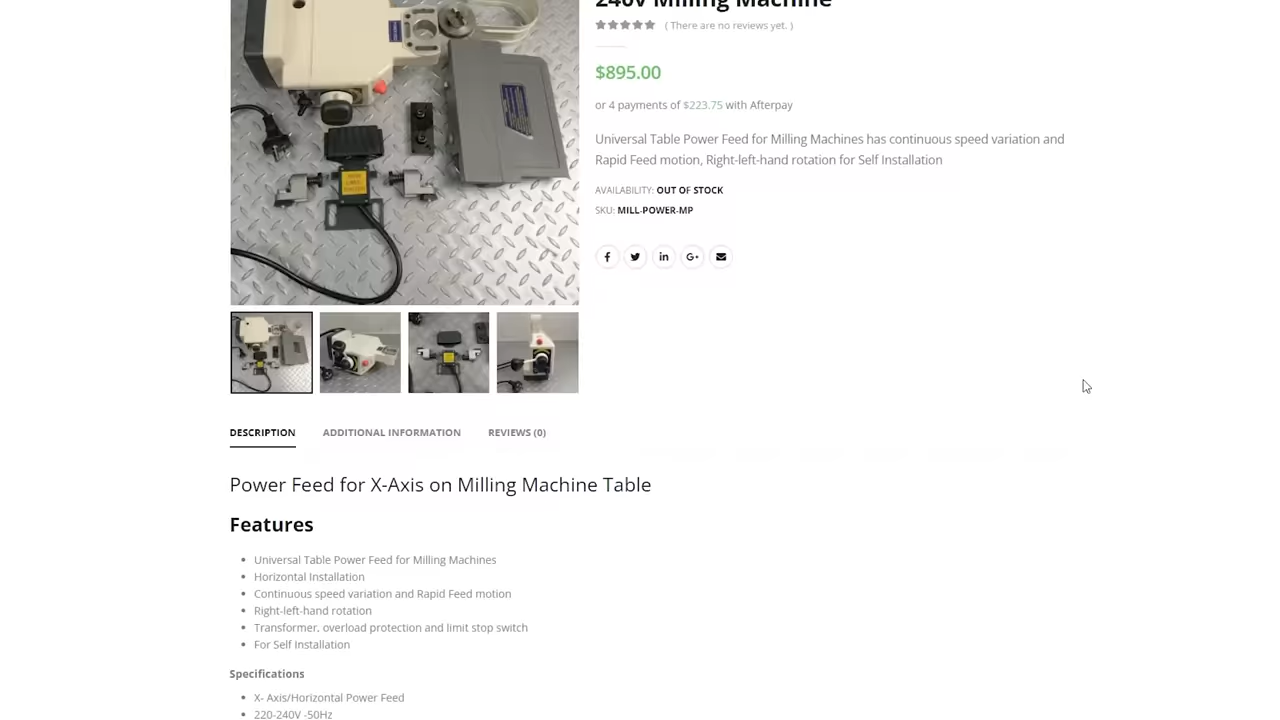 240v Milling Machine
( There are no reviews yet. )
$895.00
or 4 payments of $223.75 with Afterpay
Universal Table Power Feed for Milling Machines has continuous speed variation and
Rapid Feed motion, Right-left-hand rotation for Self Installation
AVAILABILITY: OUT OF STOCK
SKU: MILL-POWER-MP
DESCRIPTION
ADDITIONAL INFORMATION
REVIEWS (0)
Power Feed for X-Axis on Milling Machine Table
Features
Universal Table Power Feed for Milling Machines
Horizontal Installation
Continuous speed variation and Rapid Feed motion
Right-left-hand rotation
Transformer, overload protection and limit stop switch
For Self Installation
Specifications
X- Axis/Horizontal Power Feed
220-240V -50Hz